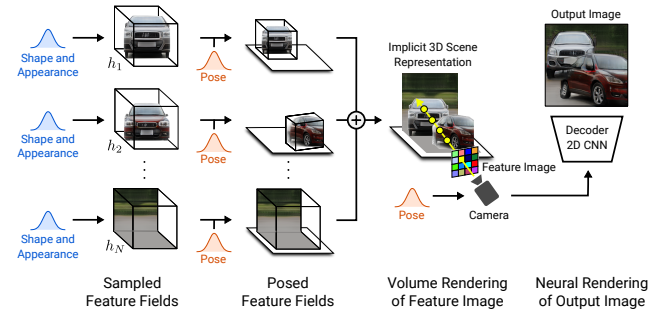 Output Image
Implicit 3D Scene
Representation
Shape and
Appearance
h1
Pose
Shape and
Appearance
h2
Pose
Decoder
2D CNN
Feature Image
Pose
Camera
Shape and
Appearance
hN
Pose
Sampled
Feature Fields
Posed
Feature Fields
Volume Rendering
of Feature Image
Neural Rendering
of Output Image